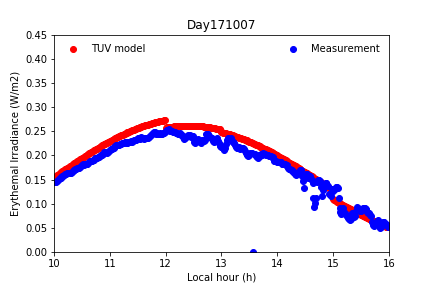 Day171007
TUV model
Measurement
Erythemal Irradiance (W/m2)
0.45
0.40
0.35
0.30
0.25
0.20
0.15
0.10
0.05
0.00
10 11 12 13 14 15 16
Local hour (h)